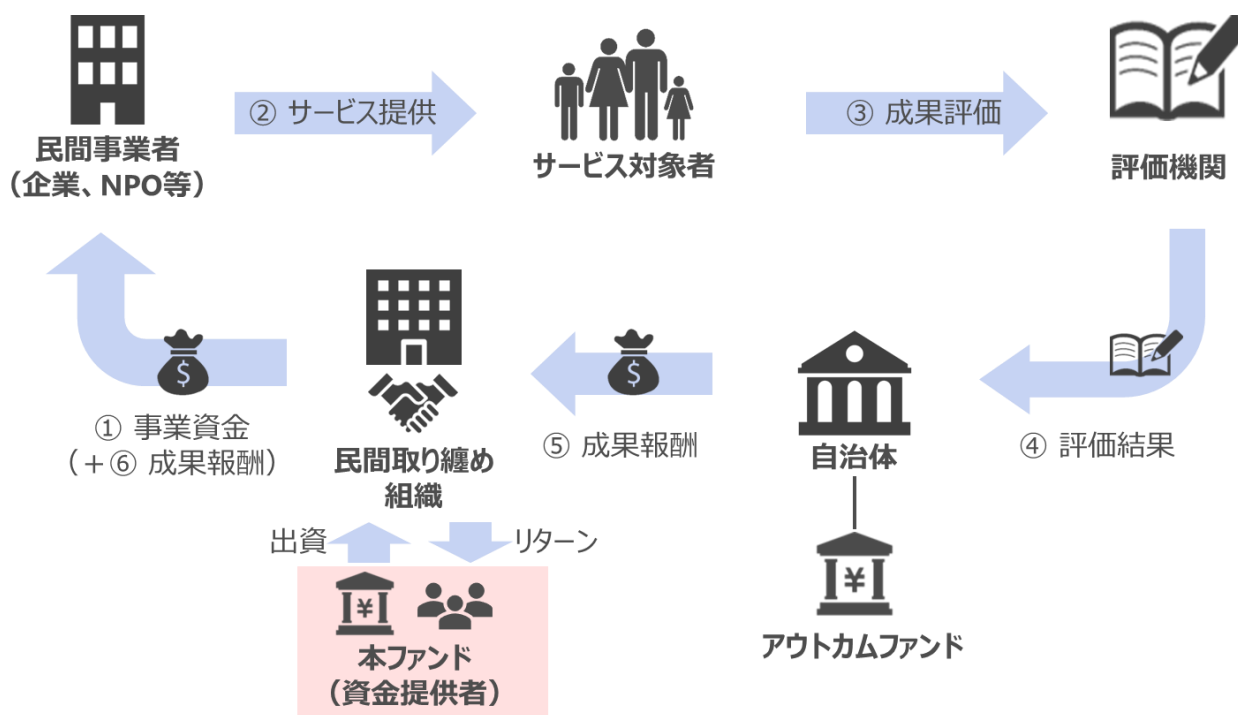 ② サービス提供
③ 成果評価
民間事業者
（企業、NPO等）
サービス対象者
評価機関
$
$
① 事業資金
（＋⑥ 成果報酬）
民間取り纏め
組織
⑤ 成果報酬
自治体
④ 評価結果
出資
リターン
¥
¥
本ファンド
（資金提供者）
アウトカムファンド